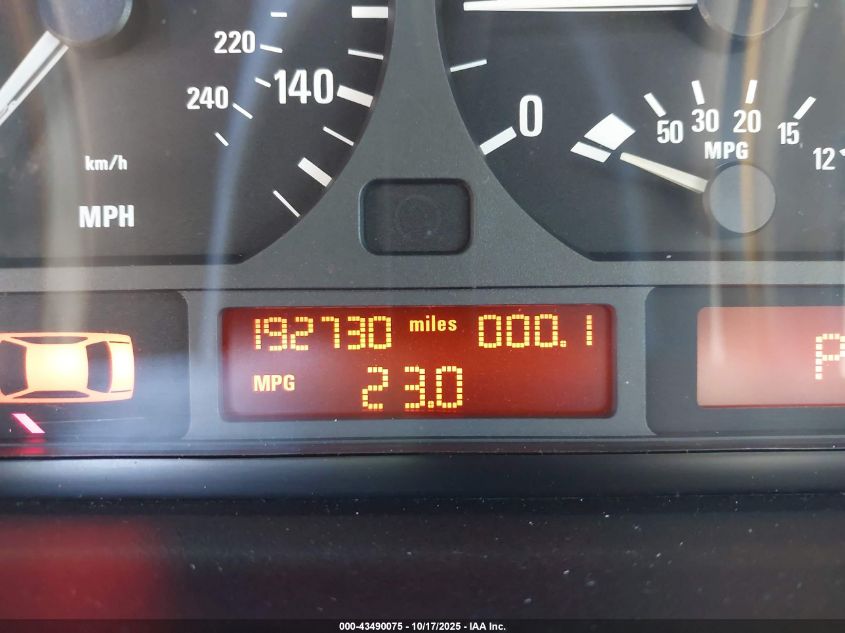 220
240
140
km/h
MPH
0
50 30 20 15 12
MPG
192730 miles 000.1
MPG 23.0
P
000-43490075 - 10/17/2025 - IAA Inc.